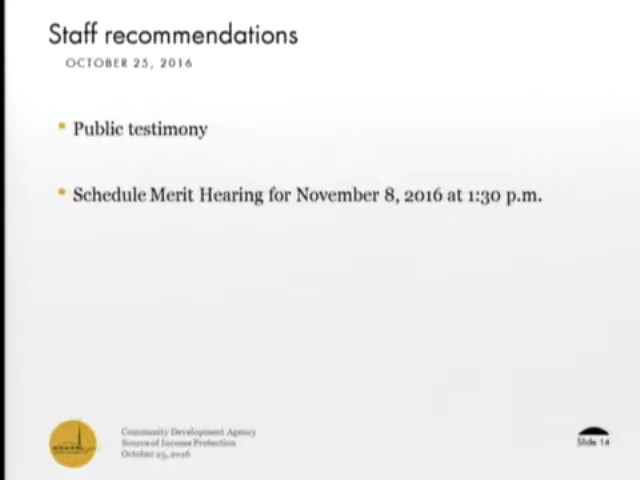 Staff recommendations
OCTOBER 25, 2016
• Public testimony
• Schedule Merit Hearing for November 8, 2016 at 1:30 p.m.
Community Development Agency
Source of Income Protection
October 25, 2016
Slide 14